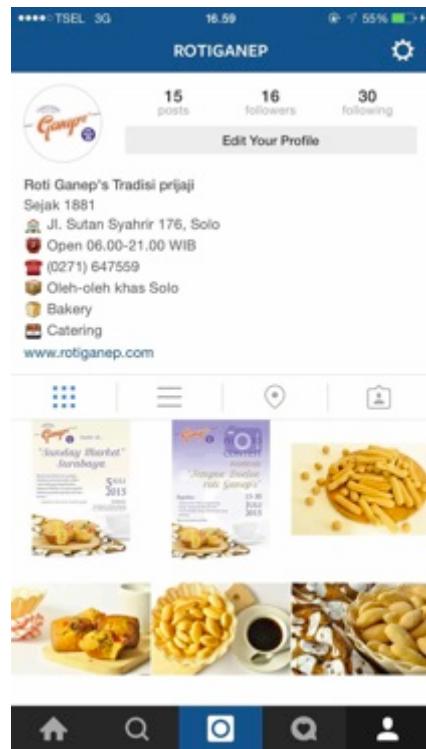 TSEL 3G 16.59 55%
ROTIGANEP
15 16 30
posts followers following
Edit Your Profile
Ganep's
Roti Ganep's Tradisi prijaji
Sejak 1881
Jl. Sutan Syahrir 176, Solo
Open 06.00-21.00 WIB
(0271) 647559
Oleh-oleh khas Solo
Bakery
Catering
www.rotiganep.com
"Sunday Market"
Surabaya
5 JULI
2015
CONTEST
roti Ganep's"
JULI
2015